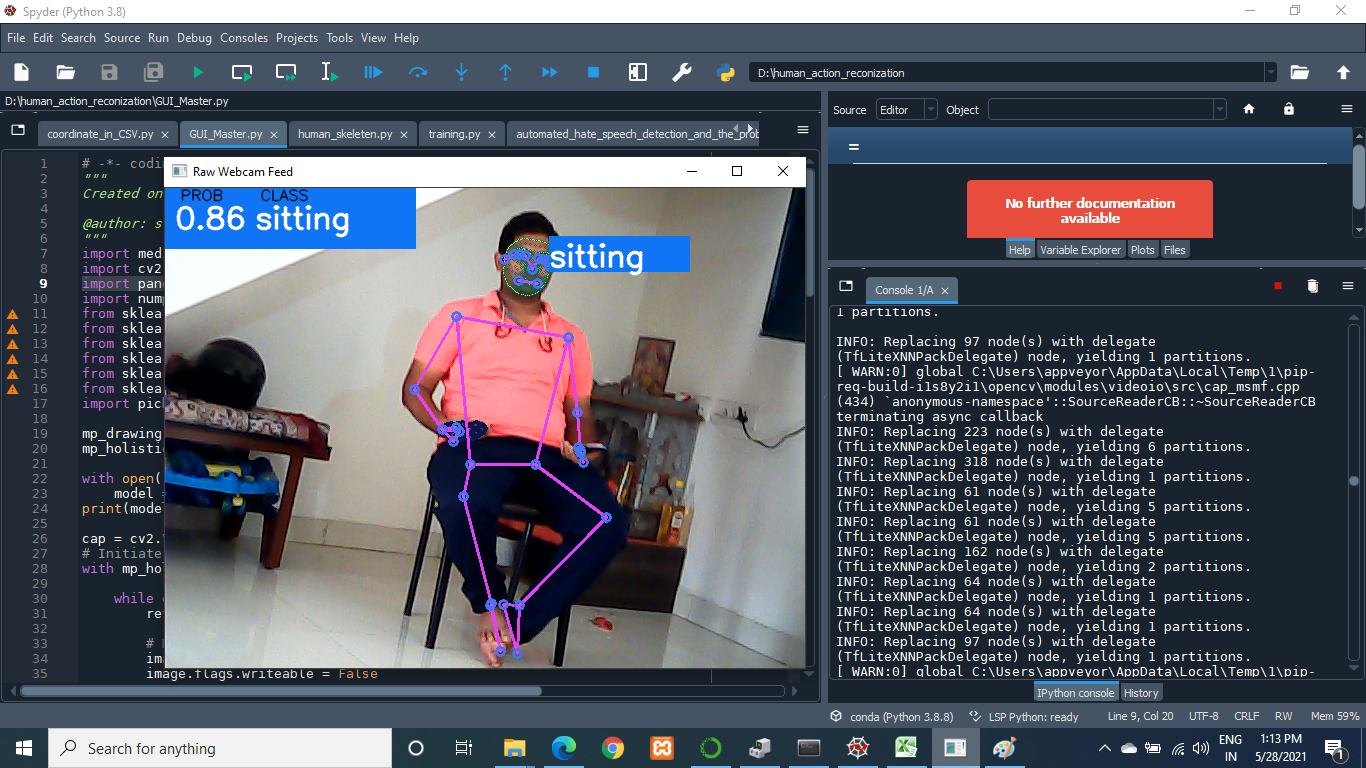 Spyder (Python 3.8)
File Edit Search Source Run Debug Consoles Projects Tools View Help
D:\human_action_reconization
D:\human_action_reconization\GUI_Master.py
coordinate_in_CSV.py
GUI_Master.py
human_skeleten.py
training.py
automated_hate_speech_detection_and_the_prob
1 # -*- codi
2 """
3 Created on
4
5 @author: s
6 """
7 import med
8 import cv2
9 import pan
10 import num
11 from sklea
12 from sklea
13 from sklea
14 from sklea
15 from sklea
16 from sklea
17 import pic
18
19 mp_drawing
20 mp_holisti
21
22 with open(
23 model =
24 print(mode
25
26 cap = cv2.
27 # Initiate
28 with mp_ho
29
30 while
31 re
32
33 #
34 ima
35 image.flags.writeable = False
Raw Webcam Feed
PROB CLASS
0.86 sitting
sitting
Source Editor Object
=
No further documentation
available
Help Variable Explorer Plots Files
Console 1/A
1 partitions.
INFO: Replacing 97 node(s) with delegate
(TfLiteXNNPackDelegate) node, yielding 1 partitions.
[ WARN:0] global C:\Users\appveyor\AppData\Local\Temp\1\pip-
req-build-i1s8y2i1\opencv\modules\videoio\src\cap_msmf.cpp
(434) `anonymous-namespace'::SourceReaderCB::~SourceReaderCB
terminating async callback
INFO: Replacing 223 node(s) with delegate
(TfLiteXNNPackDelegate) node, yielding 6 partitions.
INFO: Replacing 318 node(s) with delegate
(TfLiteXNNPackDelegate) node, yielding 1 partitions.
INFO: Replacing 61 node(s) with delegate
(TfLiteXNNPackDelegate) node, yielding 5 partitions.
INFO: Replacing 61 node(s) with delegate
(TfLiteXNNPackDelegate) node, yielding 5 partitions.
INFO: Replacing 162 node(s) with delegate
(TfLiteXNNPackDelegate) node, yielding 2 partitions.
INFO: Replacing 64 node(s) with delegate
(TfLiteXNNPackDelegate) node, yielding 1 partitions.
INFO: Replacing 64 node(s) with delegate
(TfLiteXNNPackDelegate) node, yielding 1 partitions.
INFO: Replacing 97 node(s) with delegate
(TfLiteXNNPackDelegate) node, yielding 1 partitions.
[ WARN:0] global C:\Users\appveyor\AppData\Local\Temp\1\pip-
IPython console History
conda (Python 3.8.8) LSP Python: ready Line 9, Col 20 UTF-8 CRLF RW Mem 59%
Search for anything
ENG
IN
1:13 PM
5/28/2021
1